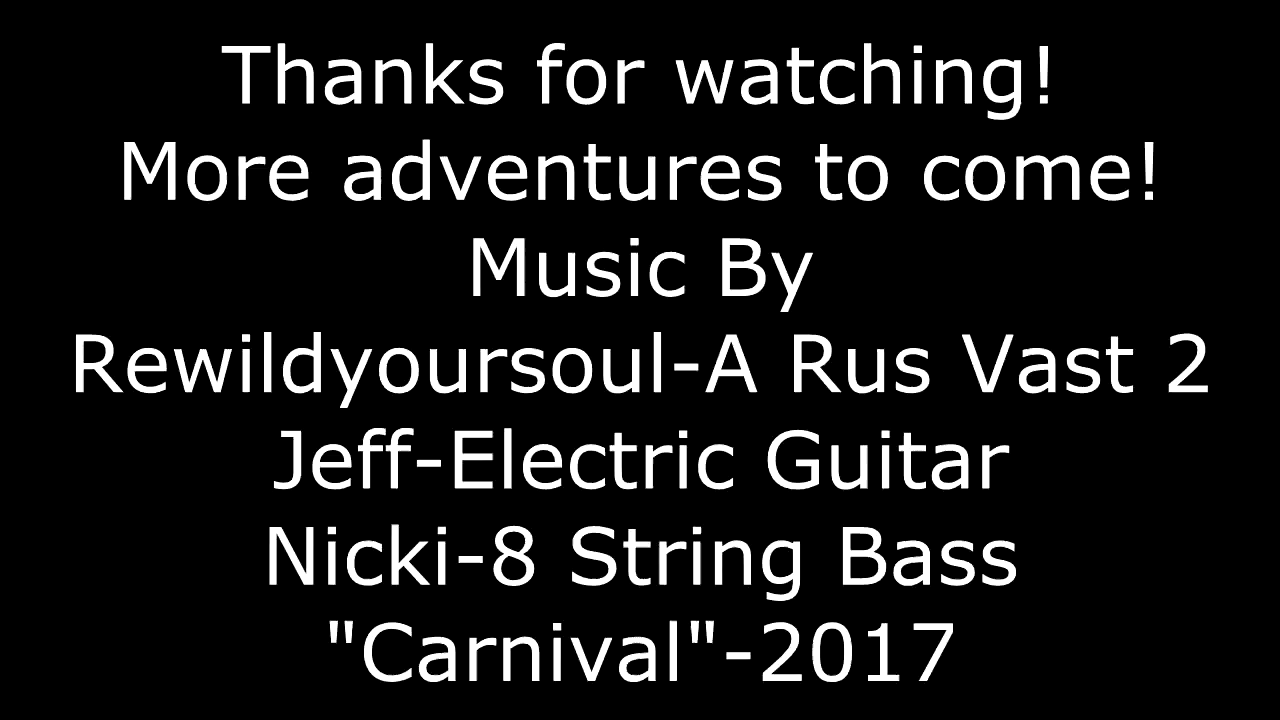 Thanks for watching!
More adventures to come!
Music By
Rewildyoursoul-A Rus Vast 2
Jeff-Electric Guitar
Nicki-8 String Bass
"Carnival"-2017